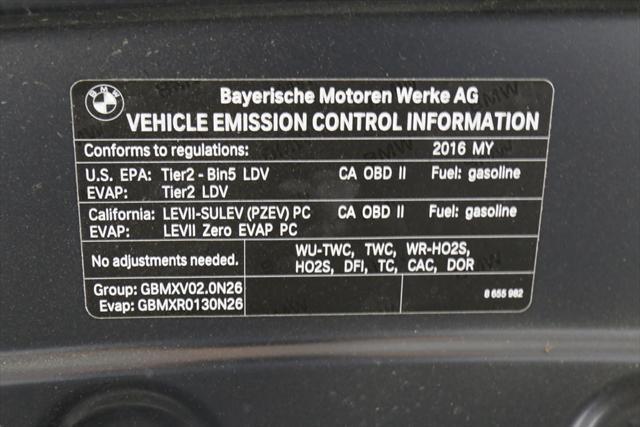 BMW
Bayerische Motoren Werke AG
VEHICLE EMISSION CONTROL INFORMATION
Conforms to regulations: 2016 MY
U.S. EPA: Tier2 - Bin5 LDV CA OBD II Fuel: gasoline
EVAP: Tier2 LDV
California: LEVII-SULEV (PZEV) PC CA OBD II Fuel: gasoline
EVAP: LEVII Zero EVAP PC
No adjustments needed.
WU-TWC, TWC, WR-HO2S,
HO2S, DFI, TC, CAC, DOR
Group: GBMXV02.0N26
Evap: GBMXR0130N26
8 655 982